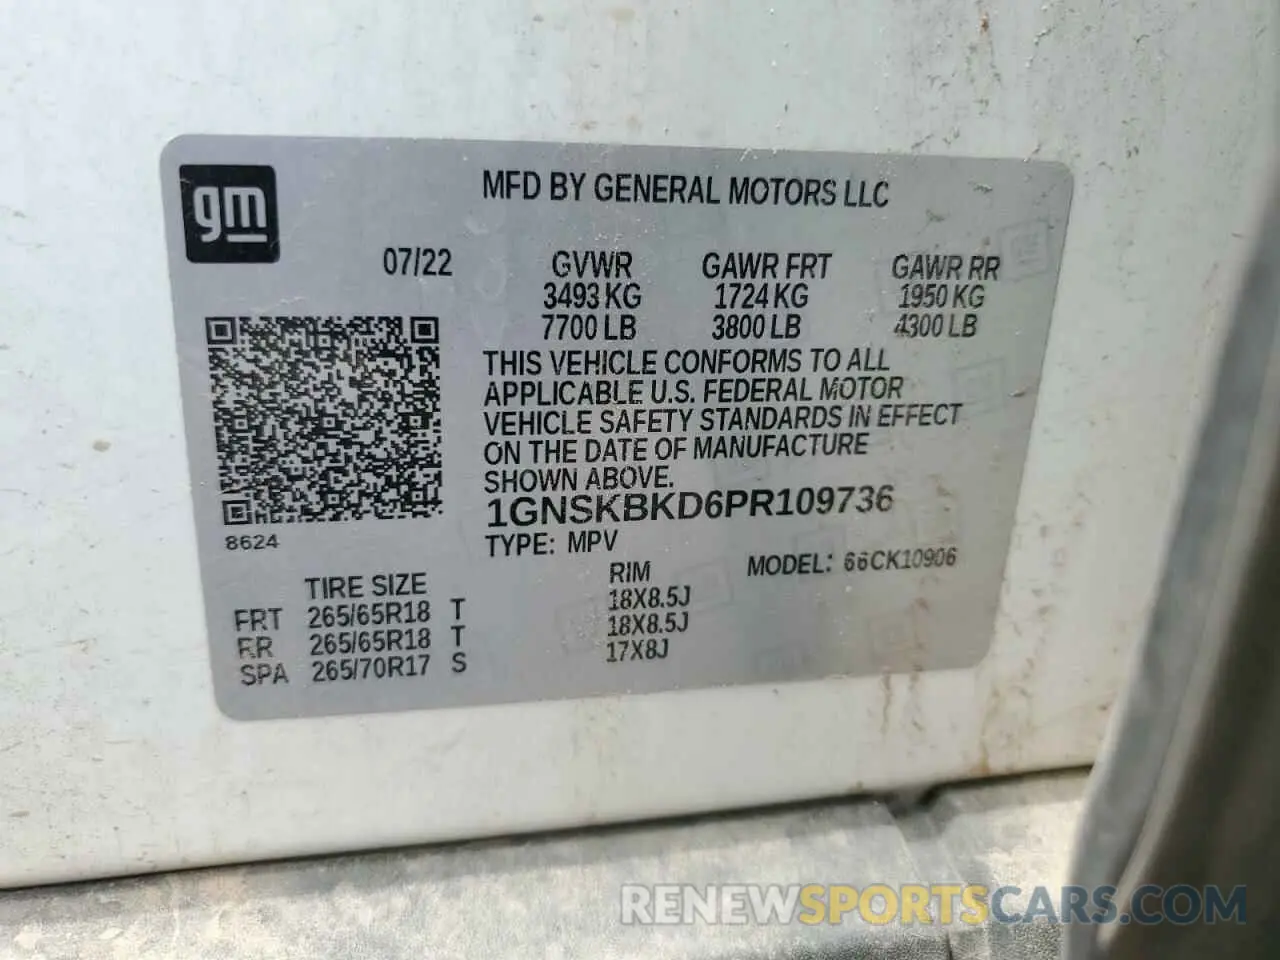 gm
MFD BY GENERAL MOTORS LLC
07/22 GVWR GAWR FRT GAWR RR
3493 KG 1724 KG 1950 KG
7700 LB 3800 LB 4300 LB
THIS VEHICLE CONFORMS TO ALL
APPLICABLE U.S. FEDERAL MOTOR
VEHICLE SAFETY STANDARDS IN EFFECT
ON THE DATE OF MANUFACTURE
SHOWN ABOVE.
1GNSKBKD6PR109736
8624
TYPE: MPV
MODEL: 66CK10906
TIRE SIZE RIM
FRT 265/65R18 T 18X8.5J
RR 265/65R18 T 18X8.5J
SPA 265/70R17 S 17X8J
RENEWSPORTSCARS.COM